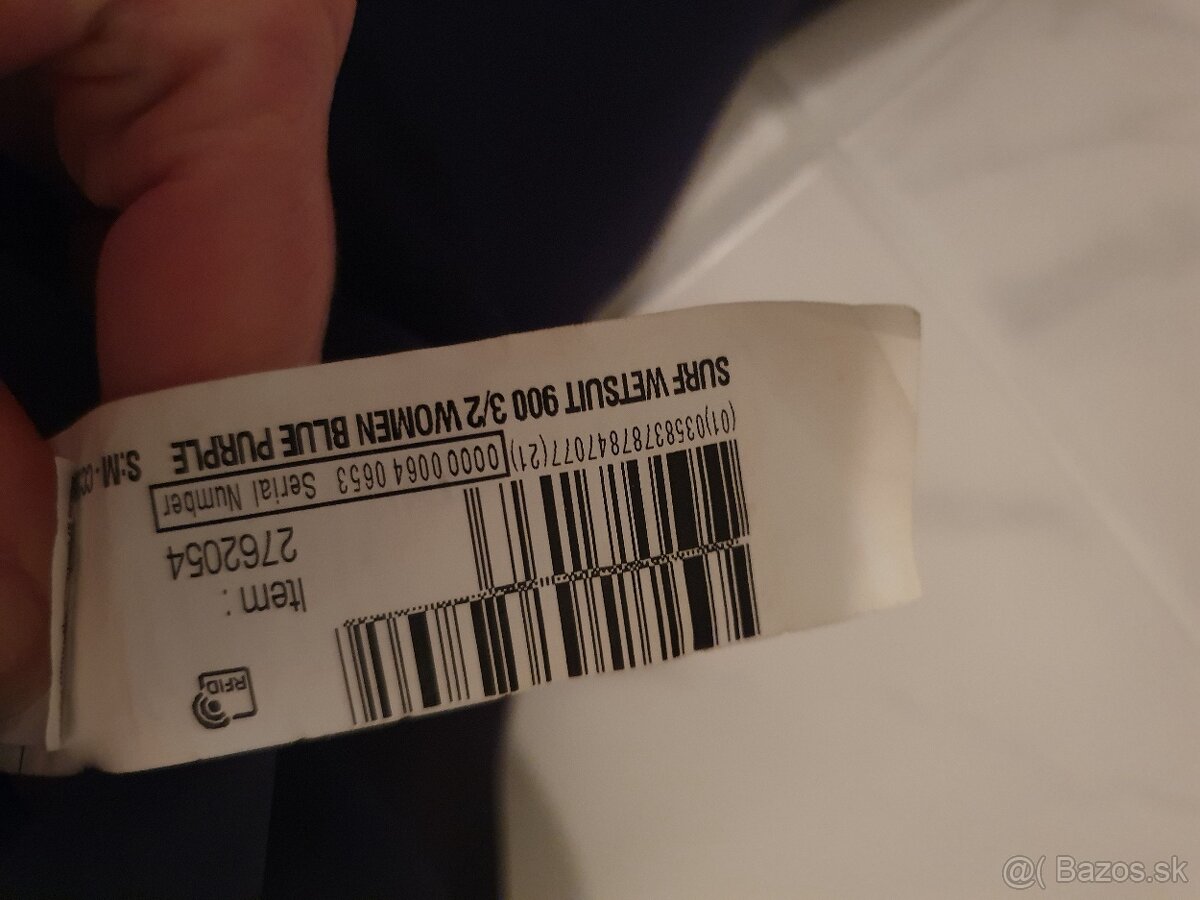 RFID
Item:
2762054
(01)03583787847077(21)0000 0064 0653 Serial Number
SURF WETSUIT 900 3/2 WOMEN BLUE PURPLE S:M
@( Bazos.sk